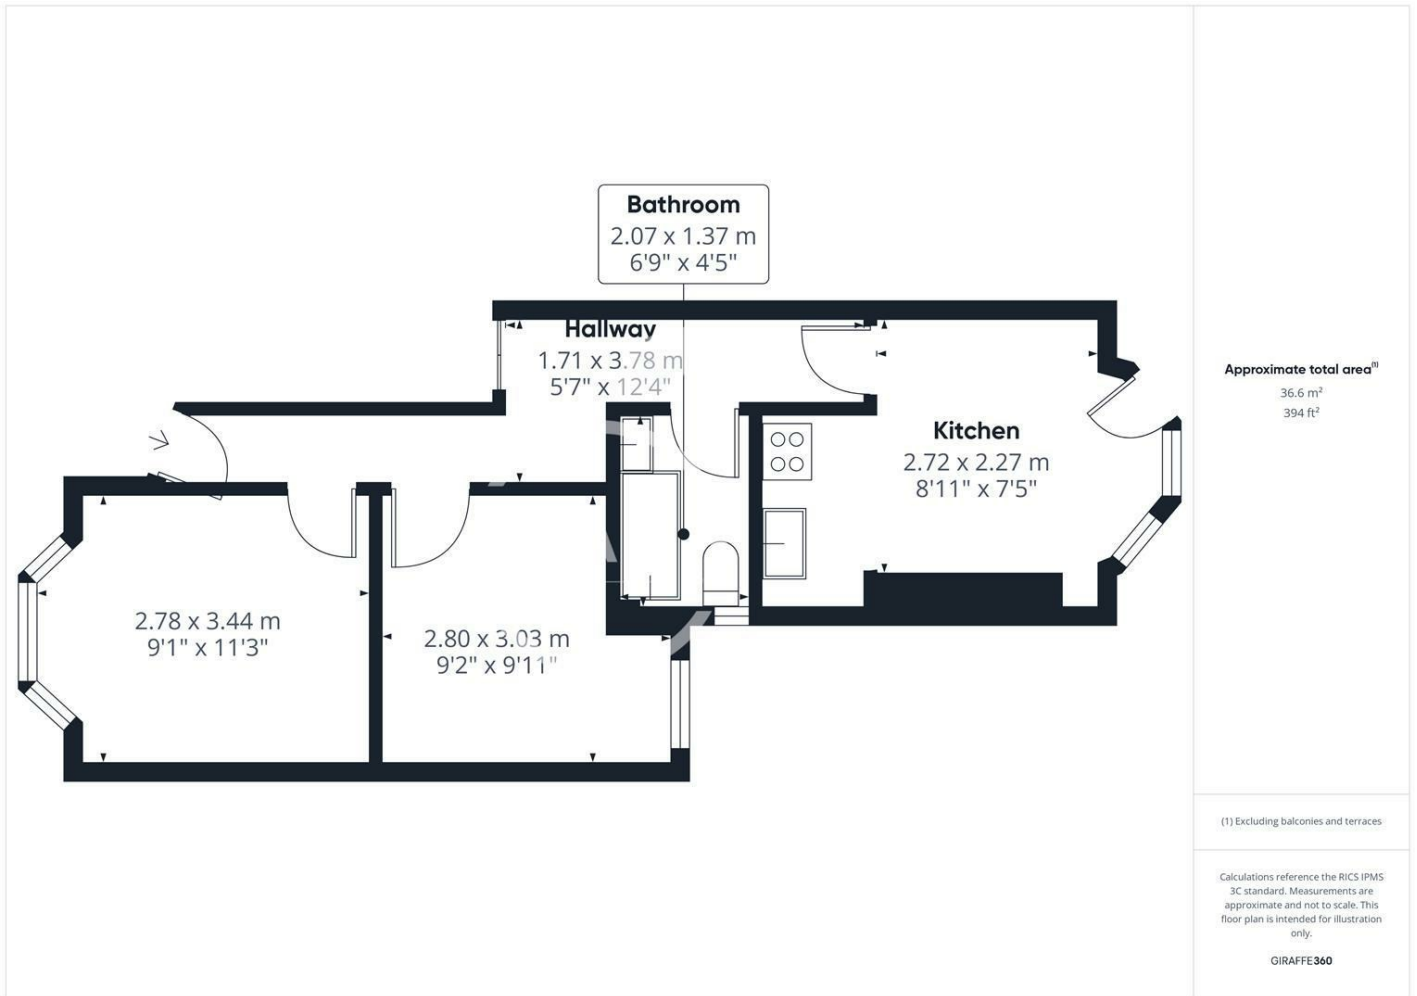 Bathroom
2.07 x 1.37 m
6'9" x 4'5"
Hallway
1.71 x 3.78 m
5'7" x 12'4"
Kitchen
2.72 x 2.27 m
8'11" x 7'5"
2.78 x 3.44 m
9'1" x 11'3"
2.80 x 3.03 m
9'2" x 9'11"
Approximate total area(1)
36.6 m²
394 ft²
(1) Excluding balconies and terraces
Calculations reference the RICS IPMS
3C standard. Measurements are
approximate and not to scale. This
floor plan is intended for illustration
only.
GIRAFFE360